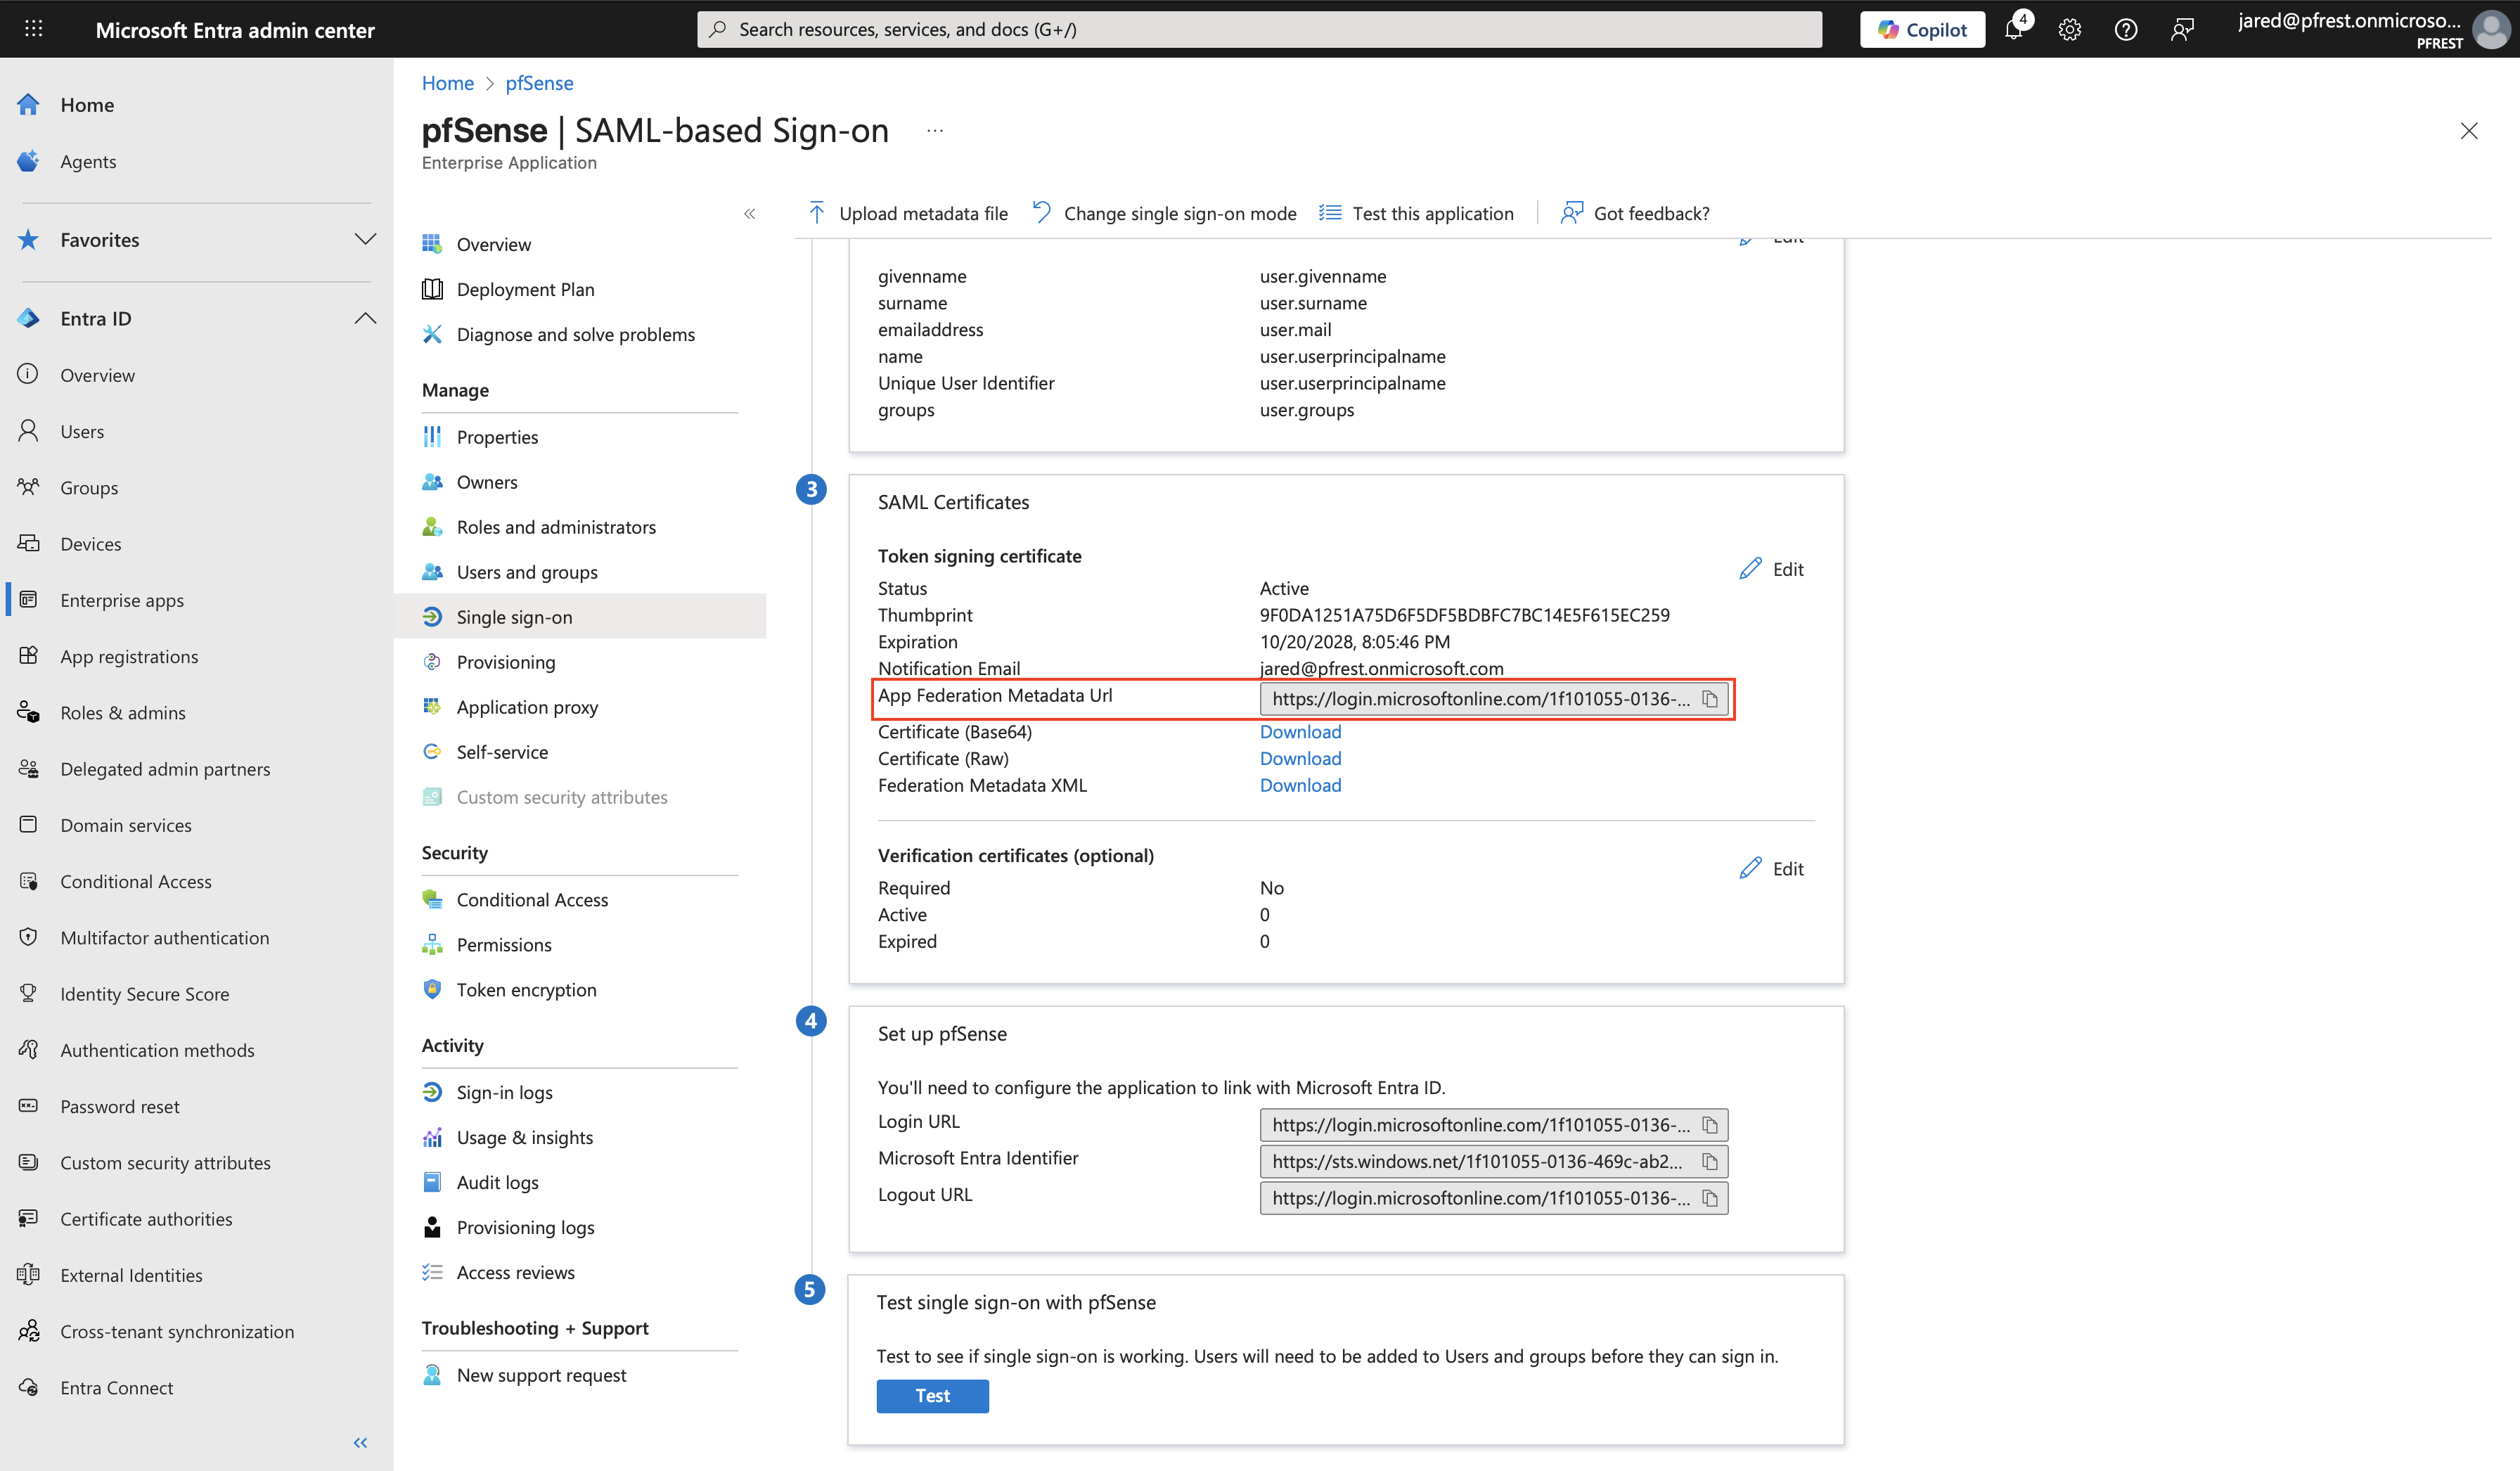 Microsoft Entra admin center
Search resources, services, and docs (G+/)
Copilot
4
jared@pfrest.onmicroso...
PFREST
Home
Agents
Favorites
Entra ID
Overview
Users
Groups
Devices
Enterprise apps
App registrations
Roles & admins
Delegated admin partners
Domain services
Conditional Access
Multifactor authentication
Identity Secure Score
Authentication methods
Password reset
Custom security attributes
Certificate authorities
External Identities
Cross-tenant synchronization
Entra Connect
Home > pfSense
pfSense | SAML-based Sign-on ...
Enterprise Application
Overview
Deployment Plan
Diagnose and solve problems
Manage
Properties
Owners
Roles and administrators
Users and groups
Single sign-on
Provisioning
Application proxy
Self-service
Custom security attributes
Security
Conditional Access
Permissions
Token encryption
Activity
Sign-in logs
Usage & insights
Audit logs
Provisioning logs
Access reviews
Troubleshooting + Support
New support request
Upload metadata file Change single sign-on mode Test this application Got feedback?
Edit
givenname user.givenname
surname user.surname
emailaddress user.mail
name user.userprincipalname
Unique User Identifier user.userprincipalname
groups user.groups
3
SAML Certificates
Token signing certificate
Edit
Status Active
Thumbprint 9F0DA1251A75D6F5DF5BDBFC7BC14E5F615EC259
Expiration 10/20/2028, 8:05:46 PM
Notification Email jared@pfrest.onmicrosoft.com
App Federation Metadata Url https://login.microsoftonline.com/1f101055-0136-...
Certificate (Base64) Download
Certificate (Raw) Download
Federation Metadata XML Download
Verification certificates (optional)
Edit
Required No
Active 0
Expired 0
4
Set up pfSense
You'll need to configure the application to link with Microsoft Entra ID.
Login URL https://login.microsoftonline.com/1f101055-0136-...
Microsoft Entra Identifier https://sts.windows.net/1f101055-0136-469c-ab2...
Logout URL https://login.microsoftonline.com/1f101055-0136-...
5
Test single sign-on with pfSense
Test to see if single sign-on is working. Users will need to be added to Users and groups before they can sign in.
Test